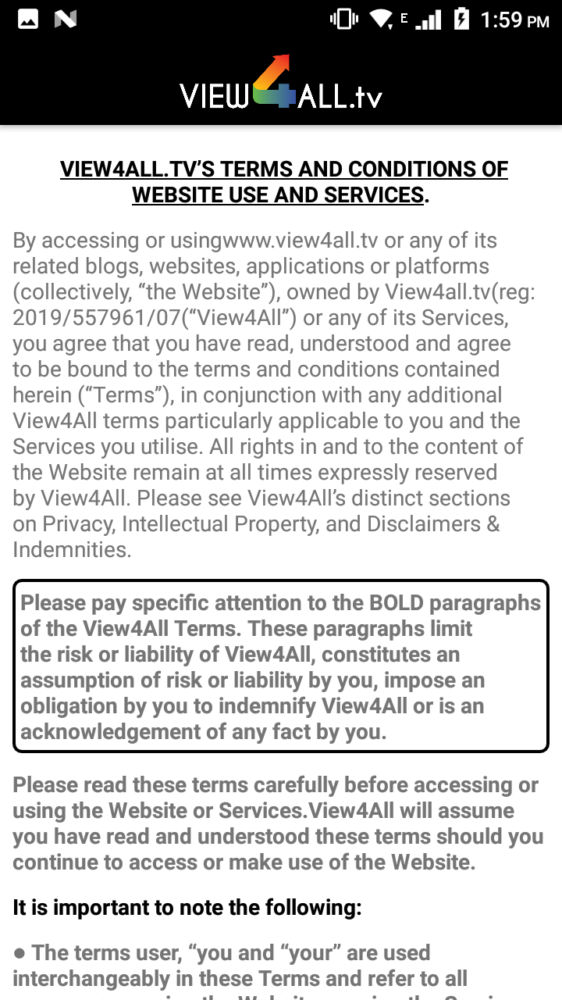 E 1:59 PM
VIEW4ALL.tv
VIEW4ALL.TV’S TERMS AND CONDITIONS OF
WEBSITE USE AND SERVICES.
By accessing or usingwww.view4all.tv or any of its
related blogs, websites, applications or platforms
(collectively, “the Website”), owned by View4all.tv(reg:
2019/557961/07(“View4All”) or any of its Services,
you agree that you have read, understood and agree
to be bound to the terms and conditions contained
herein (“Terms”), in conjunction with any additional
View4All terms particularly applicable to you and the
Services you utilise. All rights in and to the content of
the Website remain at all times expressly reserved
by View4All. Please see View4All’s distinct sections
on Privacy, Intellectual Property, and Disclaimers &
Indemnities.
Please pay specific attention to the BOLD paragraphs
of the View4All Terms. These paragraphs limit
the risk or liability of View4All, constitutes an
assumption of risk or liability by you, impose an
obligation by you to indemnify View4All or is an
acknowledgement of any fact by you.
Please read these terms carefully before accessing or
using the Website or Services.View4All will assume
you have read and understood these terms should you
continue to access or make use of the Website.
It is important to note the following:
● The terms user, “you and “your” are used
interchangeably in these Terms and refer to all